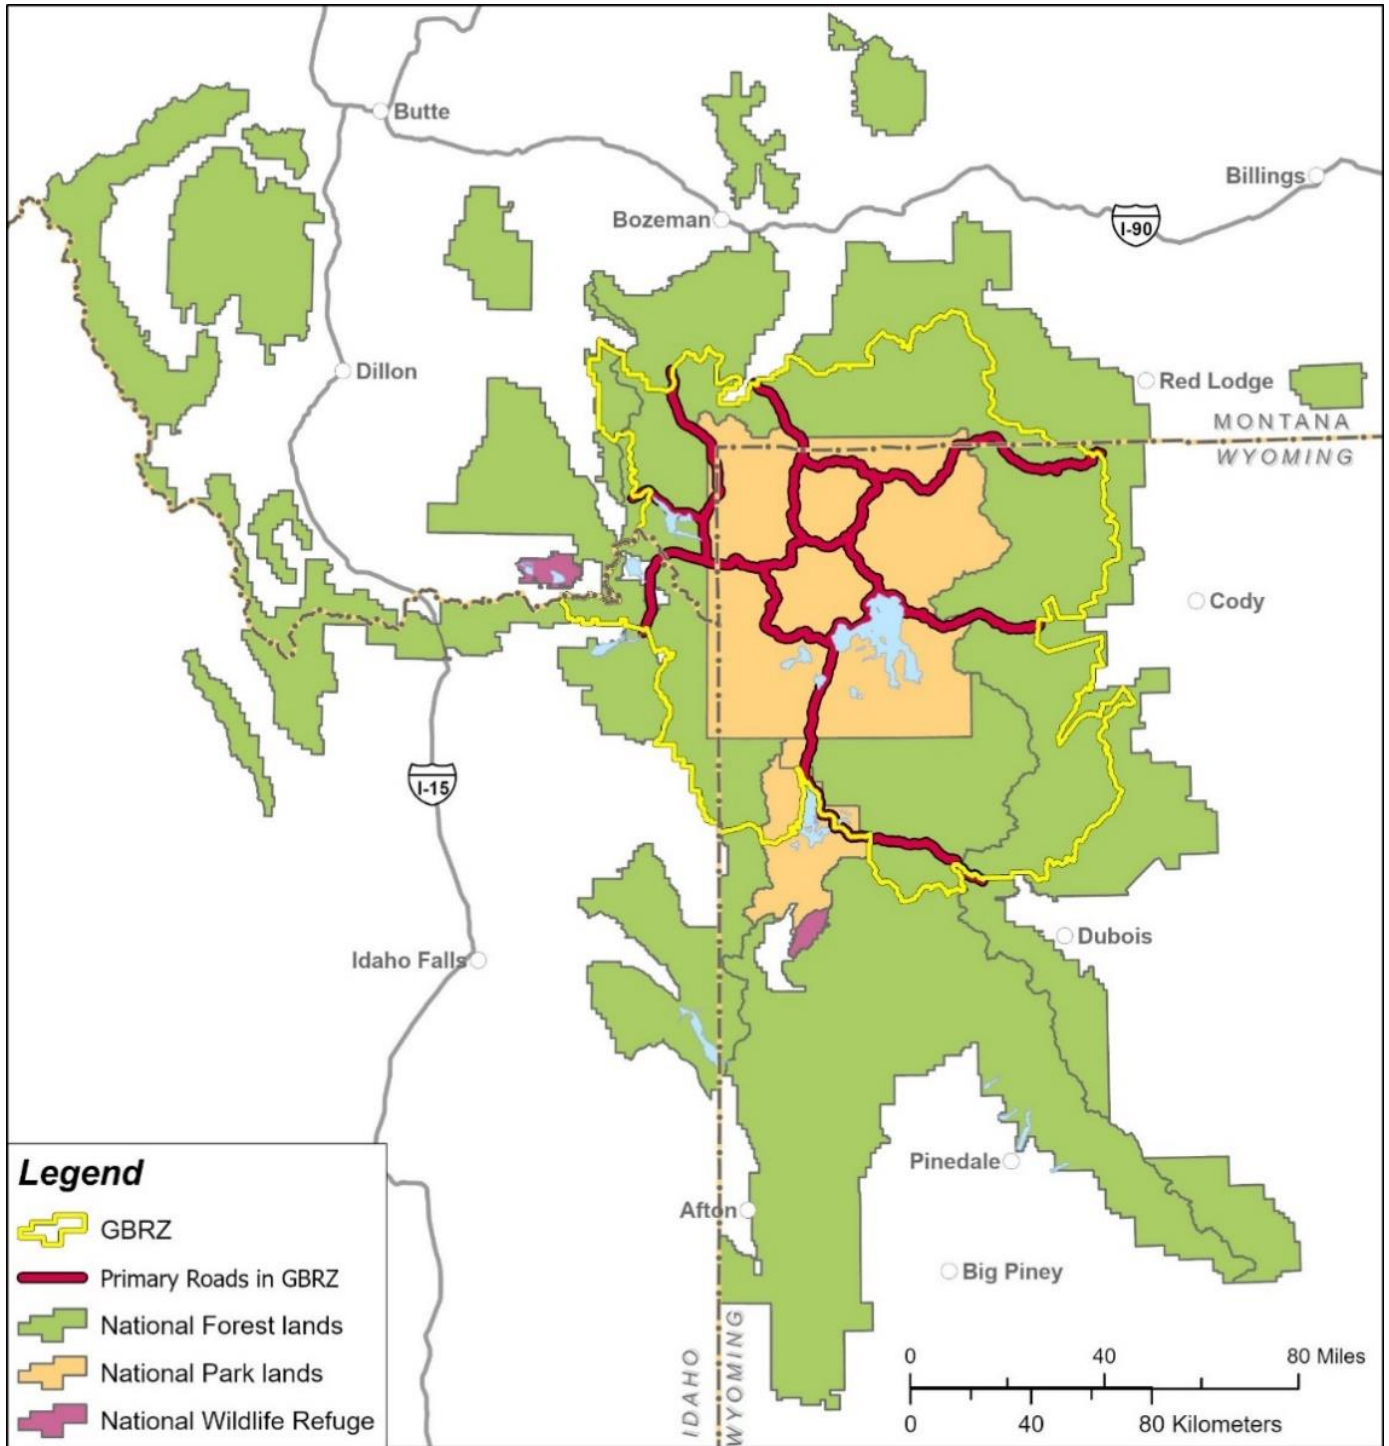 Butte
Billings
Bozeman
I-90
Dillon
Red Lodge
MONTANA
WYOMING
Cody
I-15
Dubois
Idaho Falls
Pinedale
Afton
Big Piney
IDAHO
WYOMING
Legend
GBRZ
Primary Roads in GBRZ
National Forest lands
National Park lands
National Wildlife Refuge
0 40 80 Miles
0 40 80 Kilometers